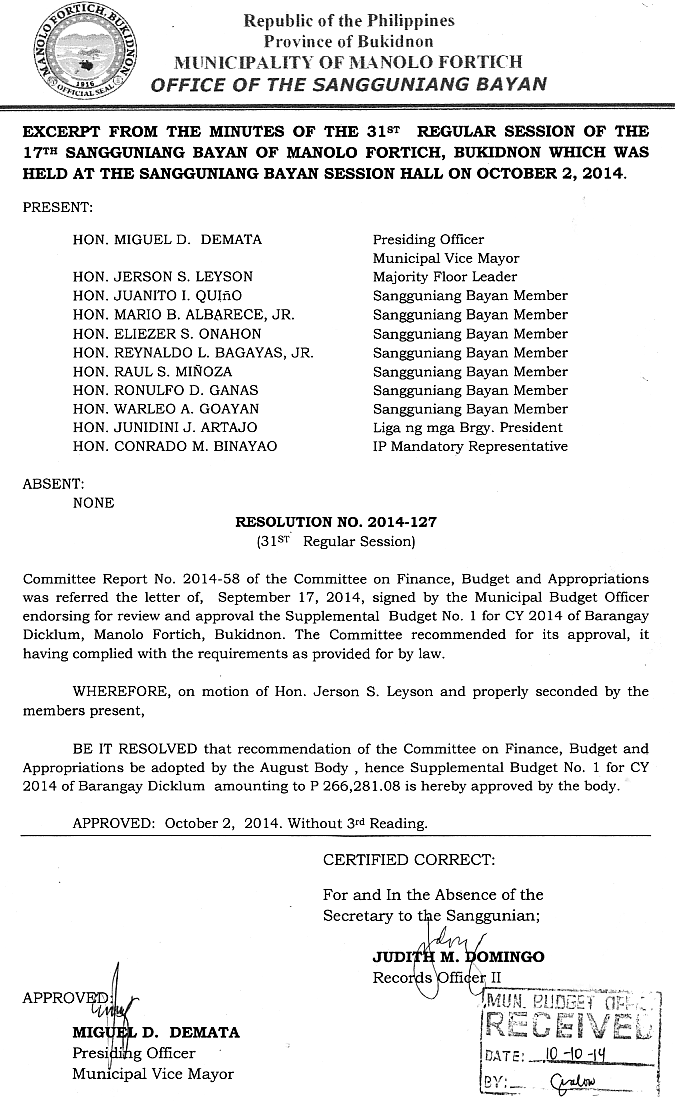 MANOLO FORTICH, BUKIDNON
1916
OFFICIAL SEAL
Republic of the Philippines
Province of Bukidnon
MUNICIPALITY OF MANOLO FORTICH
OFFICE OF THE SANGGUNIANG BAYAN
EXCERPT FROM THE MINUTES OF THE 31ST REGULAR SESSION OF THE
17TH SANGGUNIANG BAYAN OF MANOLO FORTICH, BUKIDNON WHICH WAS
HELD AT THE SANGGUNIANG BAYAN SESSION HALL ON OCTOBER 2, 2014.
PRESENT:
HON. MIGUEL D. DEMATA Presiding Officer
Municipal Vice Mayor
HON. JERSON S. LEYSON Majority Floor Leader
HON. JUANITO I. QUIñO Sangguniang Bayan Member
HON. MARIO B. ALBARECE, JR. Sangguniang Bayan Member
HON. ELIEZER S. ONAHON Sangguniang Bayan Member
HON. REYNALDO L. BAGAYAS, JR. Sangguniang Bayan Member
HON. RAUL S. MIÑOZA Sangguniang Bayan Member
HON. RONULFO D. GANAS Sangguniang Bayan Member
HON. WARLEO A. GOAYAN Sangguniang Bayan Member
HON. JUNIDINI J. ARTAJO Liga ng mga Brgy. President
HON. CONRADO M. BINAYAO IP Mandatory Representative
ABSENT:
NONE
RESOLUTION NO. 2014-127
(31ST Regular Session)
Committee Report No. 2014-58 of the Committee on Finance, Budget and Appropriations
was referred the letter of, September 17, 2014, signed by the Municipal Budget Officer
endorsing for review and approval the Supplemental Budget No. 1 for CY 2014 of Barangay
Dicklum, Manolo Fortich, Bukidnon. The Committee recommended for its approval, it
having complied with the requirements as provided for by law.
WHEREFORE, on motion of Hon. Jerson S. Leyson and properly seconded by the
members present,
BE IT RESOLVED that recommendation of the Committee on Finance, Budget and
Appropriations be adopted by the August Body , hence Supplemental Budget No. 1 for CY
2014 of Barangay Dicklum amounting to P 266,281.08 is hereby approved by the body.
APPROVED: October 2, 2014. Without 3rd Reading.
CERTIFIED CORRECT:
For and In the Absence of the
Secretary to the Sanggunian;
JUDITH M. DOMINGO
Records Officer II
APPROVED:
MIGUEL D. DEMATA
Presiding Officer
Municipal Vice Mayor
MUN. BUDGET
RECEIVED
DATE: 10-10-14
BY: